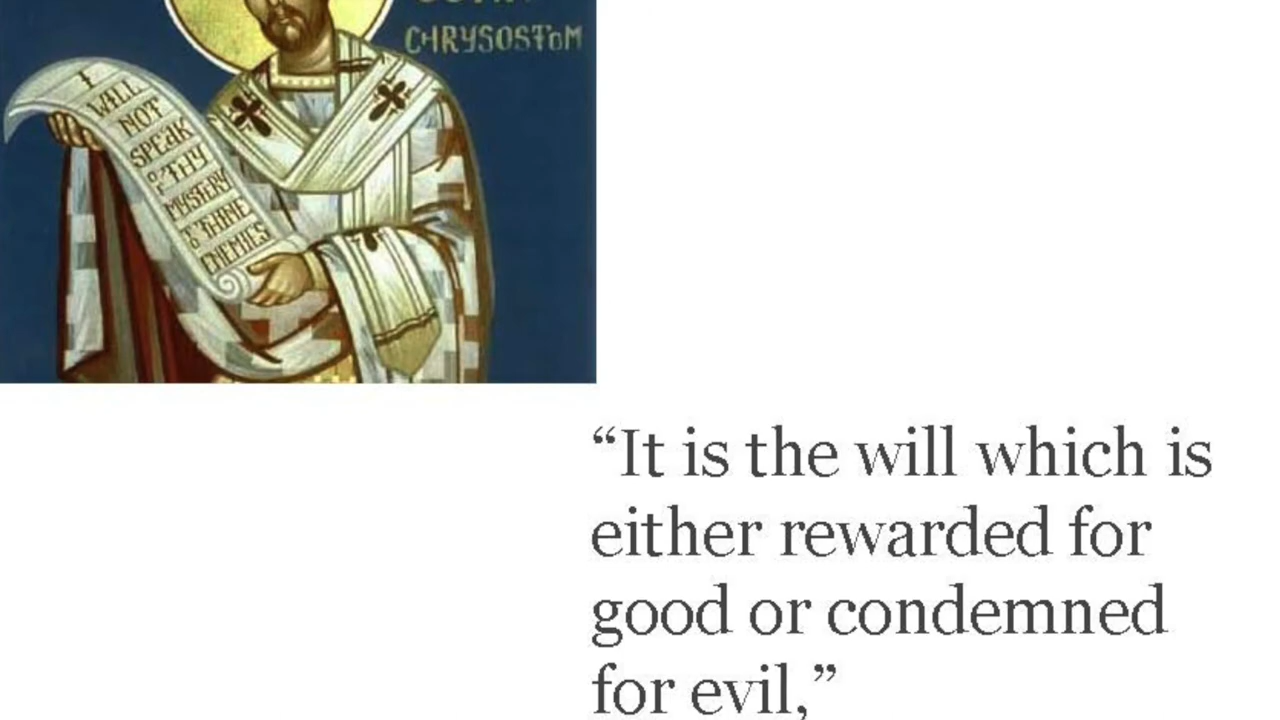 CHRYSOSTOM
I
WILL
NOT
SPEAK
OF THY
MYSTERY
TO THINE
ENEMIES
“It is the will which is
either rewarded for
good or condemned
for evil,”